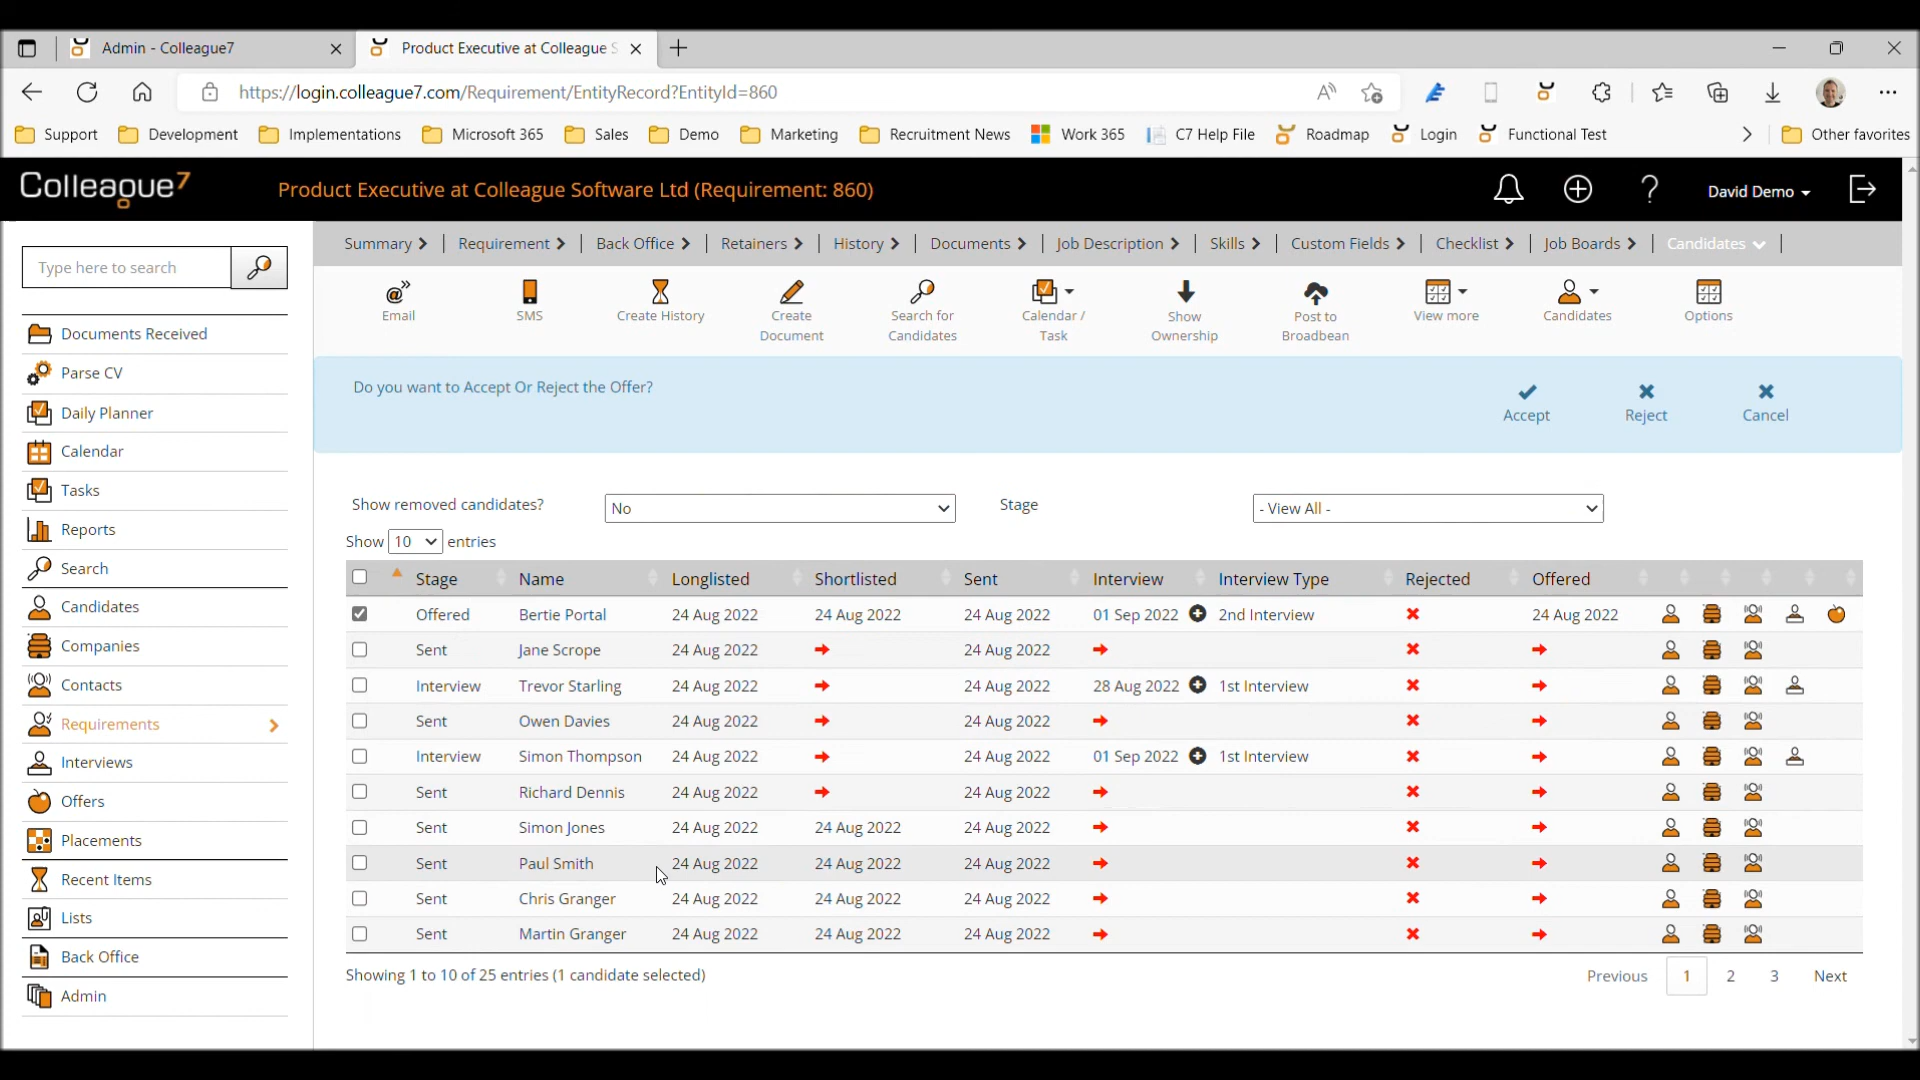 Admin - Colleague7
Product Executive at Colleague S
https://login.colleague7.com/Requirement/EntityRecord?EntityId=860
Support Development Implementations Microsoft 365 Sales Demo Marketing Recruitment News Work 365 C7 Help File Roadmap Login Functional Test Other favorites
Colleague7 Product Executive at Colleague Software Ltd (Requirement: 860) David Demo
Type here to search
Documents Received
Parse CV
Daily Planner
Calendar
Tasks
Reports
Search
Candidates
Companies
Contacts
Requirements
Interviews
Offers
Placements
Recent Items
Lists
Back Office
Admin
Summary Requirement Back Office Retainers History Documents Job Description Skills Custom Fields Checklist Job Boards Candidates
Email
SMS
Create History
Create
Document
Search for
Candidates
Calendar /
Task
Show
Ownership
Post to
Broadbean
View more
Candidates
Options
Do you want to Accept Or Reject the Offer?
Accept Reject Cancel
Show removed candidates? No Stage - View All -
Show 10 entries
Stage Name Longlisted Shortlisted Sent Interview Interview Type Rejected Offered
Offered Bertie Portal 24 Aug 2022 24 Aug 2022 24 Aug 2022 01 Sep 2022 2nd Interview 24 Aug 2022
Sent Jane Scrope 24 Aug 2022 24 Aug 2022
Interview Trevor Starling 24 Aug 2022 24 Aug 2022 28 Aug 2022 1st Interview
Sent Owen Davies 24 Aug 2022 24 Aug 2022
Interview Simon Thompson 24 Aug 2022 24 Aug 2022 01 Sep 2022 1st Interview
Sent Richard Dennis 24 Aug 2022 24 Aug 2022
Sent Simon Jones 24 Aug 2022 24 Aug 2022 24 Aug 2022
Sent Paul Smith 24 Aug 2022 24 Aug 2022 24 Aug 2022
Sent Chris Granger 24 Aug 2022 24 Aug 2022 24 Aug 2022
Sent Martin Granger 24 Aug 2022 24 Aug 2022 24 Aug 2022
Showing 1 to 10 of 25 entries (1 candidate selected) Previous 1 2 3 Next